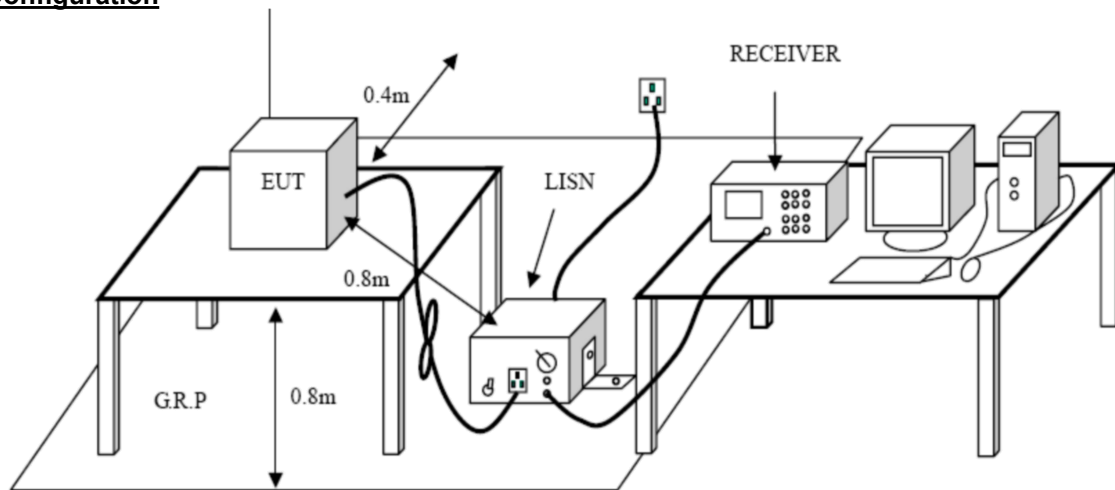 Configuration
RECEIVER
0.4m
EUT
LISN
0.8m
G.R.P
0.8m